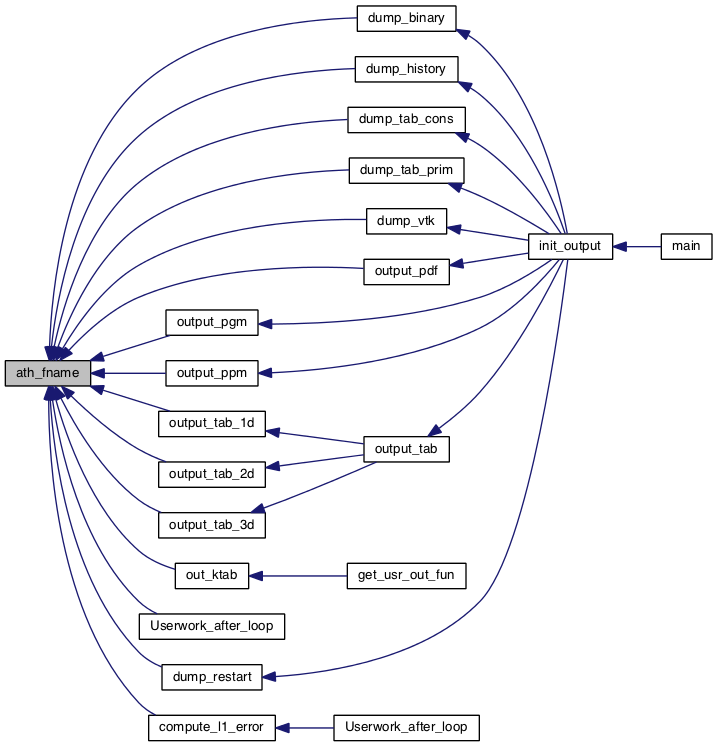 dump_binary
dump_history
dump_tab_cons
dump_tab_prim
dump_vtk
init_output
main
output_pdf
output_pgm
ath_fname
output_ppm
output_tab_1d
output_tab
output_tab_2d
output_tab_3d
out_ktab
get_usr_out_fun
Userwork_after_loop
dump_restart
compute_l1_error
Userwork_after_loop